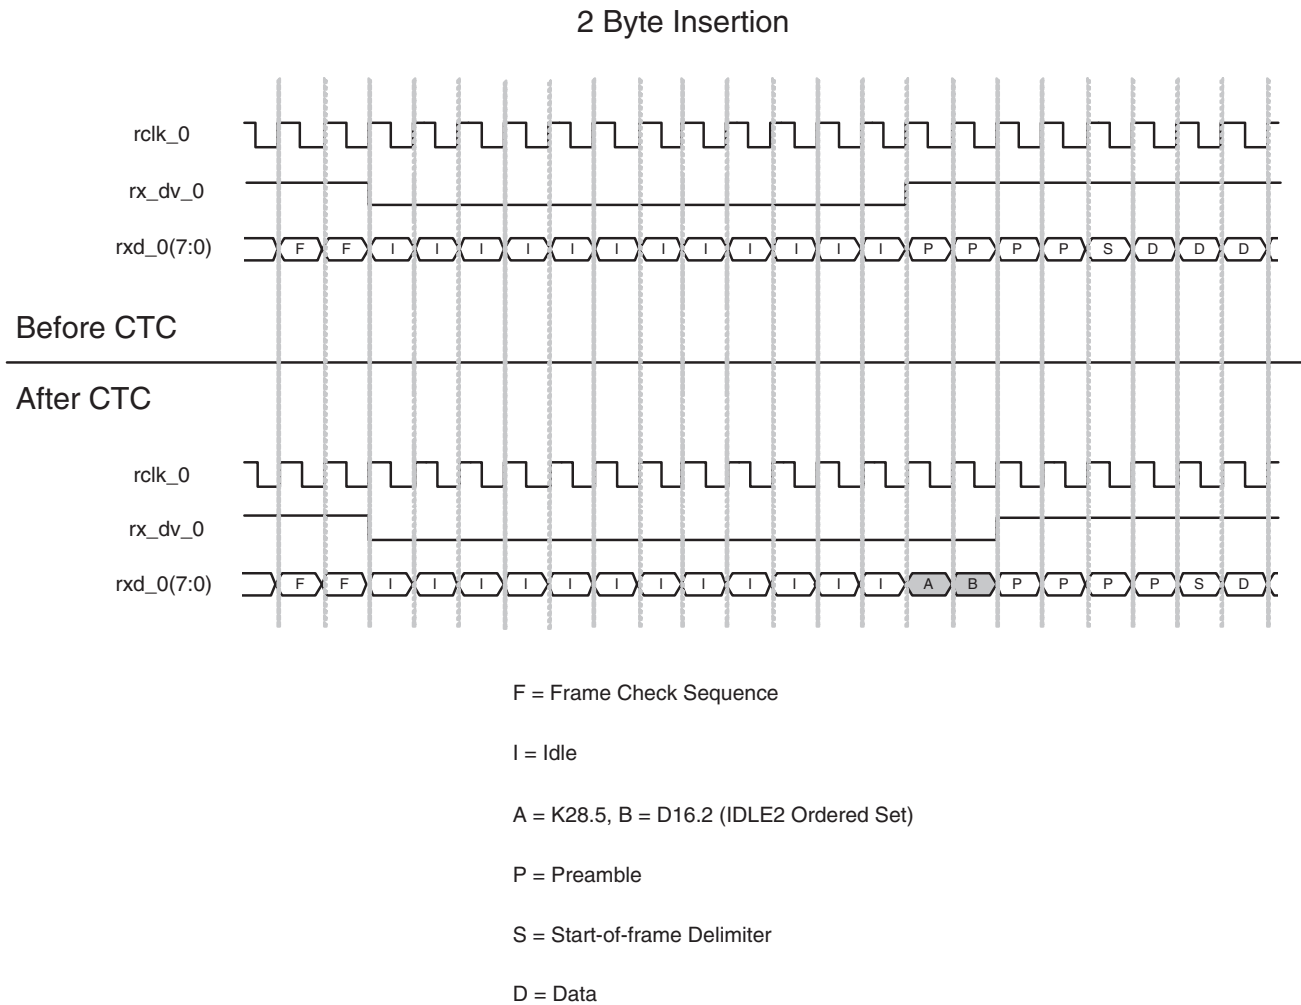 2 Byte Insertion
rclk_0
rx_dv_0
rxd_0(7:0) F F I I I I I I I I I I I I P P P P S D D D
Before CTC
After CTC
rclk_0
rx_dv_0
rxd_0(7:0) F F I I I I I I I I I I I I A B P P P P S D
F = Frame Check Sequence
I = Idle
A = K28.5, B = D16.2 (IDLE2 Ordered Set)
P = Preamble
S = Start-of-frame Delimiter
D = Data